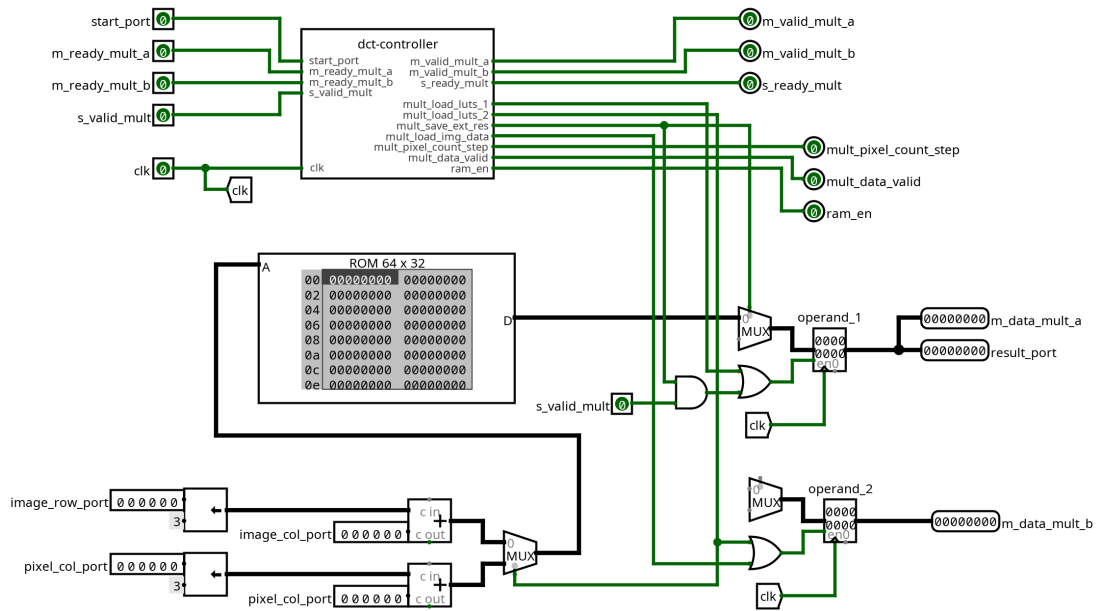 start_port 0
m_ready_mult_a 0
m_ready_mult_b 0
s_valid_mult 0
clk 0
clk
dct-controller
start_port m_valid_mult_a
m_ready_mult_a m_valid_mult_b
m_ready_mult_b s_ready_mult
s_valid_mult
mult_load_luts_1
mult_load_luts_2
mult_save_ext_res
mult_load_img_data
mult_pixel_count_step
mult_data_valid
clk ram_en
0 m_valid_mult_a
0 m_valid_mult_b
0 s_ready_mult
0 mult_pixel_count_step
0 mult_data_valid
0 ram_en
ROM 64 x 32
A
D
00 00000000 00000000
02 00000000 00000000
04 00000000 00000000
06 00000000 00000000
08 00000000 00000000
0a 00000000 00000000
0c 00000000 00000000
0e 00000000 00000000
0
MUX
operand_1
0000
0000
en0
00000000 m_data_mult_a
00000000 result_port
s_valid_mult 0
clk
0
MUX
operand_2
0000
0000
en0
00000000 m_data_mult_b
clk
image_row_port 000000
3
image_col_port 000000
c in
+
c out
pixel_col_port 000000
3
pixel_col_port 000000
c in
+
c out
0
MUX